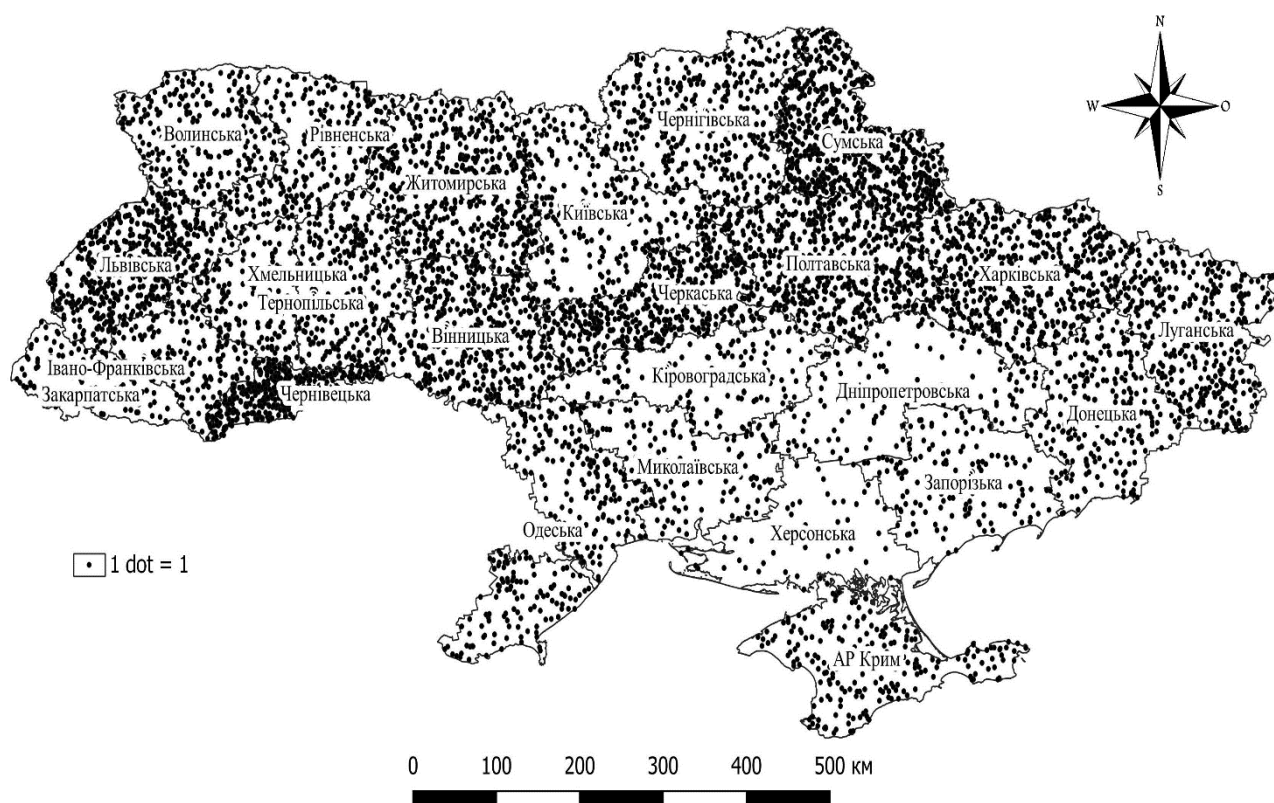 N
W
O
S
Волинська
Рівненська
Чернігівська
Сумська
Житомирська
Київська
Львівська
Хмельницька
Тернопільська
Черкаська
Полтавська
Харківська
Вінницька
Луганська
Івано-Франківська
Закарпатська
Чернівецька
Кіровоградська
Дніпропетровська
Донецька
Миколаївська
Запорізька
Одеська
Херсонська
1 dot = 1
АР Крим
0 100 200 300 400 500 км